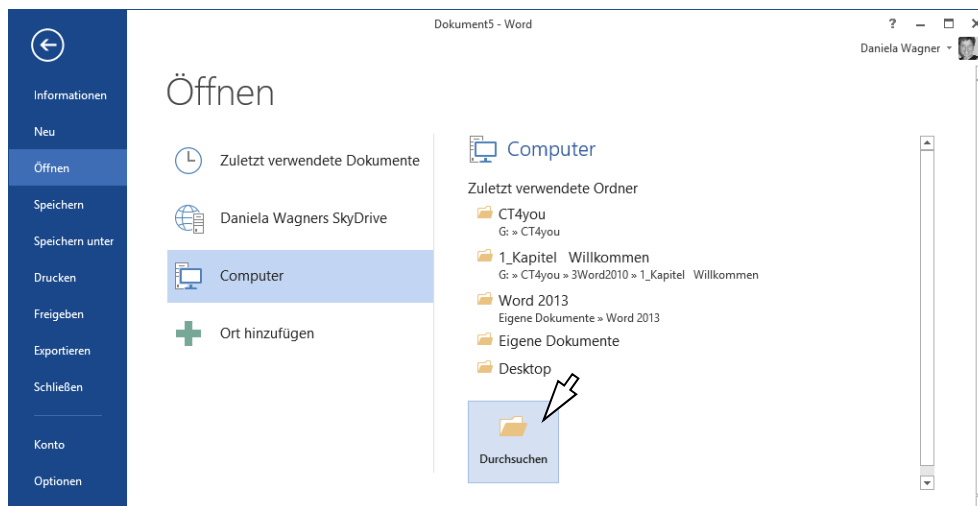 Dokument5 - Word
?
Daniela Wagner
Informationen
Neu
Öffnen
Speichern
Speichern unter
Drucken
Freigeben
Exportieren
Schließen
Konto
Optionen
Öffnen
Zuletzt verwendete Dokumente
Daniela Wagners SkyDrive
Computer
Ort hinzufügen
Computer
Zuletzt verwendete Ordner
CT4you
G: » CT4you
1_Kapitel Willkommen
G: » CT4you » 3Word2010 » 1_Kapitel Willkommen
Word 2013
Eigene Dokumente » Word 2013
Eigene Dokumente
Desktop
Durchsuchen